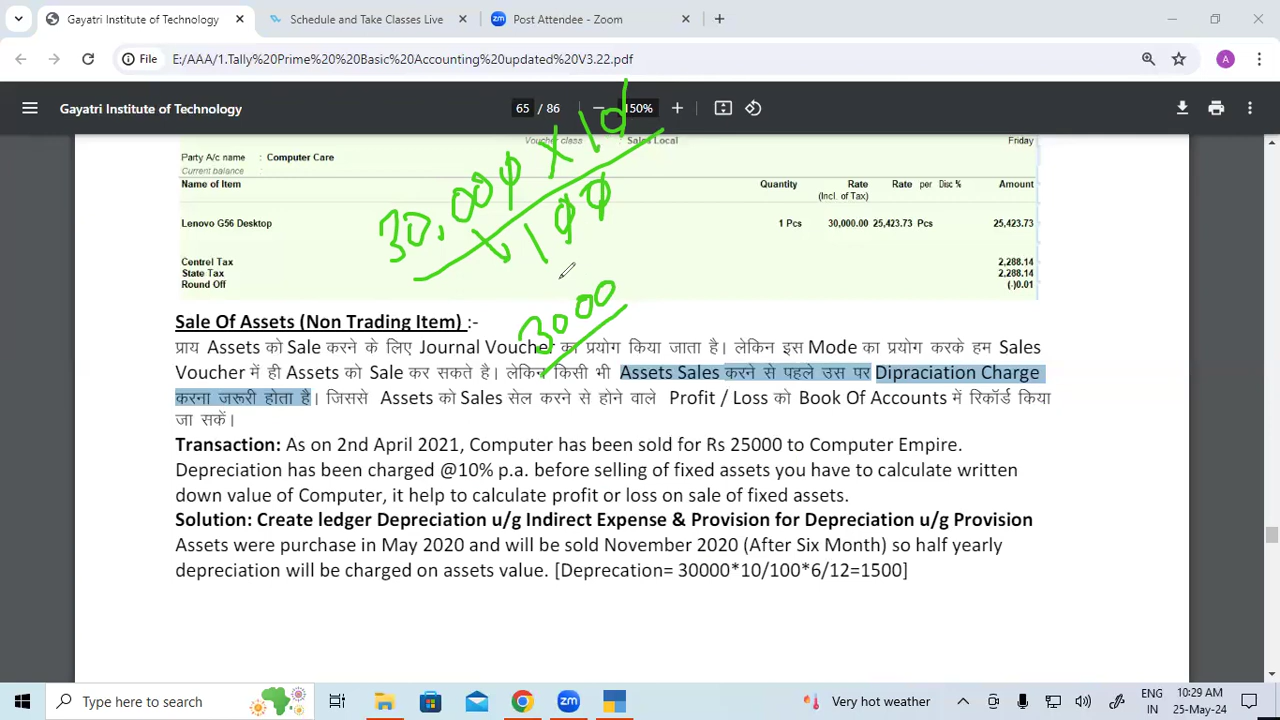 Gayatri Institute of Technology
Schedule and Take Classes Live
Post Attendee - Zoom
File E:/AAA/1.Tally%20Prime%20%20Basic%20Accounting%20updated%20V3.22.pdf
A
Gayatri Institute of Technology
65 / 86
150%
Voucher class : Sales Local
Friday
Party A/c name : Computer Care
Current balance :
Name of Item Quantity Rate Rate per Disc % Amount
(Incl. of Tax)
Lenovo G56 Desktop 1 Pcs 30,000.00 25,423.73 Pcs 25,423.73
Centrel Tax 2,288.14
State Tax 2,288.14
Round Off (-)0.01
30,000 X 10
100
3000
Sale Of Assets (Non Trading Item) :-
प्राय Assets को Sale करने के लिए Journal Voucher का प्रयोग किया जाता है। लेकिन इस Mode का प्रयोग करके हम Sales
Voucher में ही Assets को Sale कर सकते है। लेकिन किसी भी Assets Sales करने से पहले उस पर Dipraciation Charge
करना जरूरी होता है। जिससे Assets को Sales सेल करने से होने वाले Profit / Loss को Book Of Accounts में रिकॉर्ड किया
जा सकें।
Transaction: As on 2nd April 2021, Computer has been sold for Rs 25000 to Computer Empire.
Depreciation has been charged @10% p.a. before selling of fixed assets you have to calculate written
down value of Computer, it help to calculate profit or loss on sale of fixed assets.
Solution: Create ledger Depreciation u/g Indirect Expense & Provision for Depreciation u/g Provision
Assets were purchase in May 2020 and will be sold November 2020 (After Six Month) so half yearly
depreciation will be charged on assets value. [Deprecation= 30000*10/100*6/12=1500]
Type here to search
Very hot weather
ENG
IN
10:29 AM
25-May-24